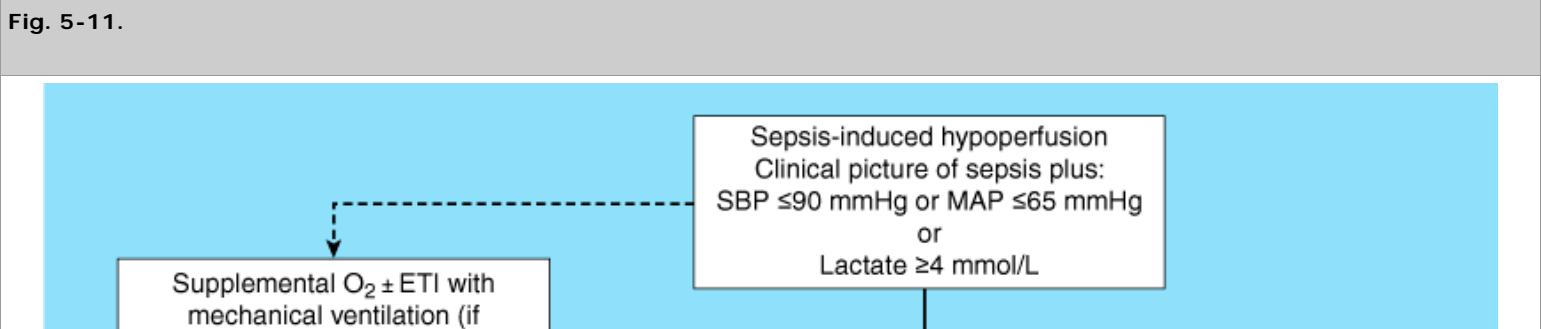 Fig. 5-11.
Sepsis-induced hypoperfusion
Clinical picture of sepsis plus:
SBP ≤90 mmHg or MAP ≤65 mmHg
or
Lactate ≥4 mmol/L
Supplemental O₂ ± ETI with
mechanical ventilation (if